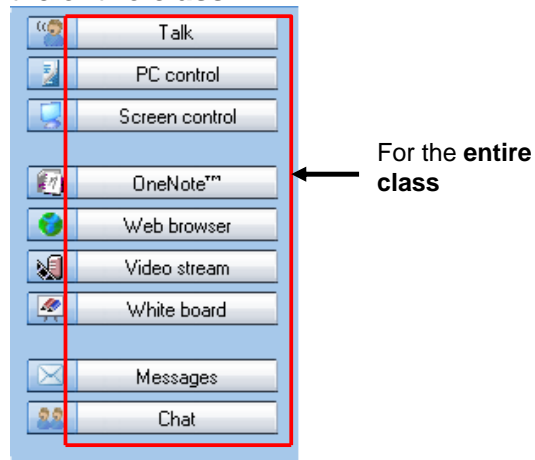 Talk
PC control
Screen control
For the entire
class
OneNote™
Web browser
Video stream
White board
Messages
Chat